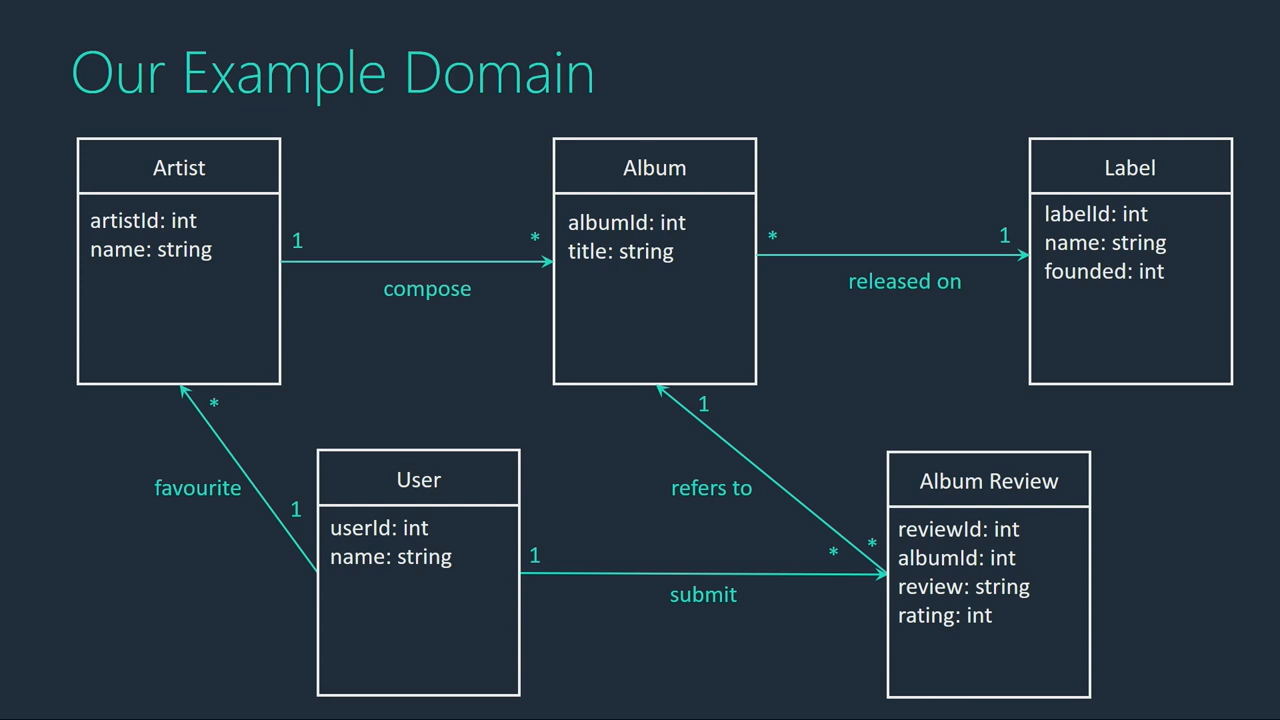 Our Example Domain
Artist
artistId: int
name: string
1
*
compose
Album
albumId: int
title: string
*
1
released on
Label
labelId: int
name: string
founded: int
*
favourite
1
User
userId: int
name: string
1
refers to
1
*
*
submit
Album Review
reviewId: int
albumId: int
review: string
rating: int